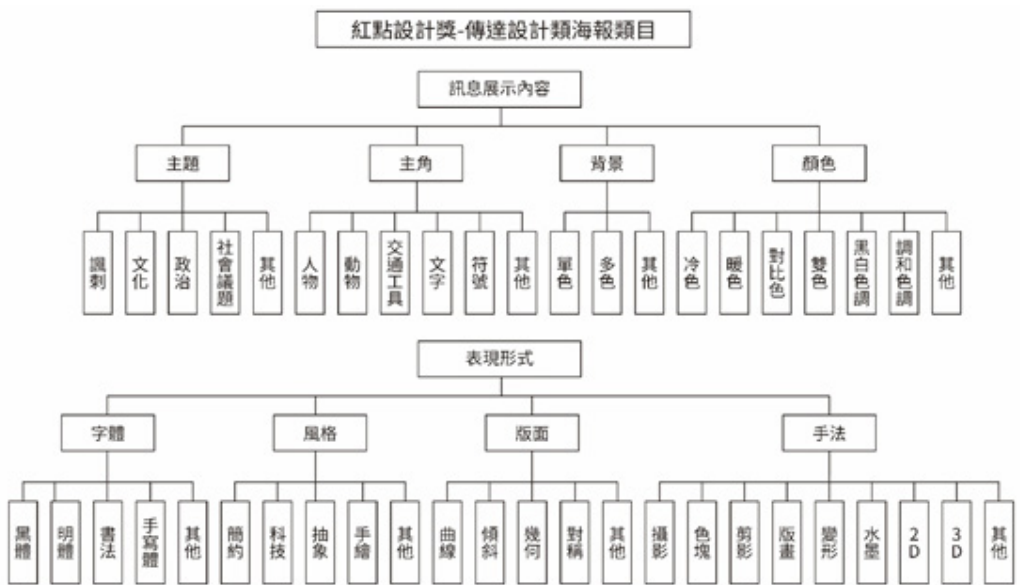 紅點設計獎-傳達設計類海報類目
訊息展示內容
主題 主角 背景 顏色
諷刺 文化 政治 社會議題 其他 人物 動物 交通工具 文字 符號 其他 單色 多色 其他 冷色 暖色 對比色 雙色 黑白色調 調和色調 其他
表現形式
字體 風格 版面 手法
黑體 明體 書法 手寫體 其他 簡約 科技 抽象 手繪 其他 曲線 傾斜 幾何 對稱 其他 攝影 色塊 剪影 版畫 變形 水墨 2D 3D 其他